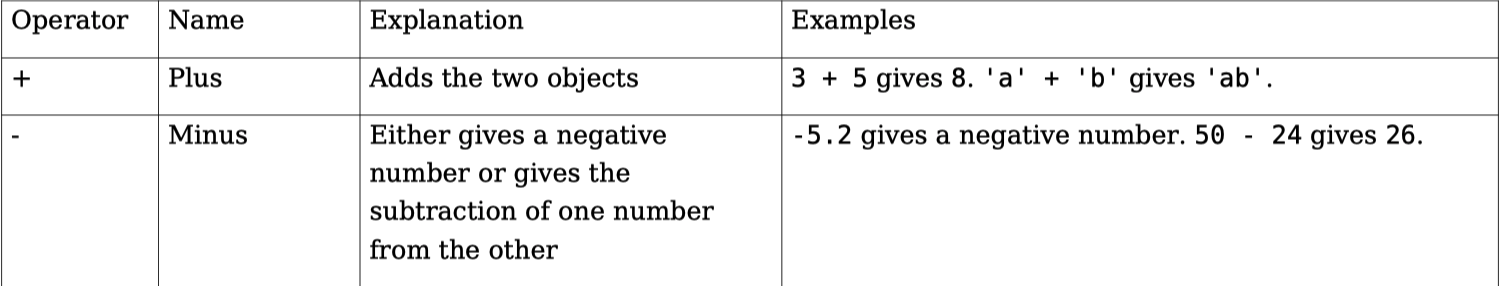 Operator Name Explanation Examples
+ Plus Adds the two objects 3 + 5 gives 8. 'a' + 'b' gives 'ab'.
- Minus Either gives a negative -5.2 gives a negative number. 50 - 24 gives 26.
number or gives the
subtraction of one number
from the other